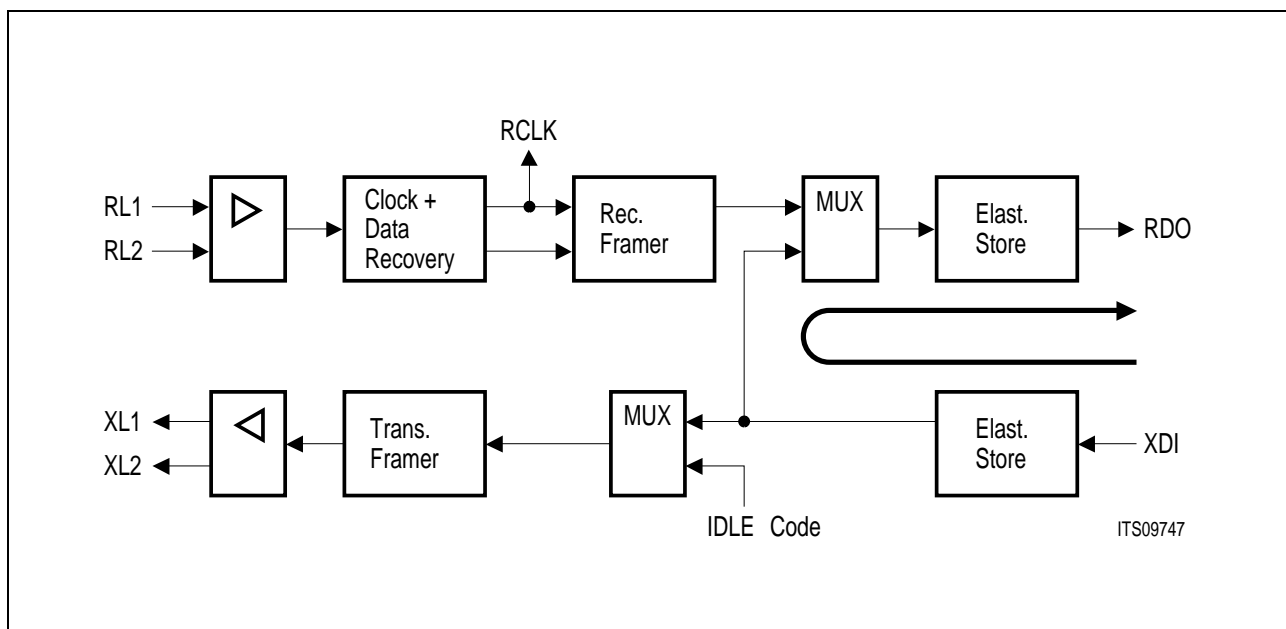 RCLK
RL1
RL2
Clock +
Data
Recovery
Rec.
Framer
MUX
Elast.
Store
RDO
XL1
XL2
Trans.
Framer
MUX
Elast.
Store
XDI
IDLE Code
ITS09747